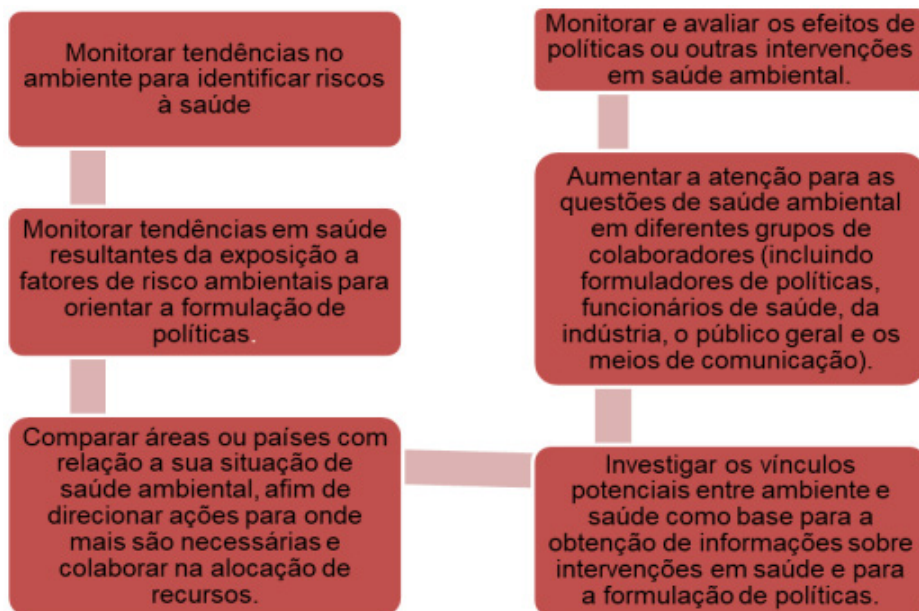 Monitorar tendências no
ambiente para identificar riscos
à saúde
Monitorar tendências em saúde
resultantes da exposição a
fatores de risco ambientais para
orientar a formulação de
políticas.
Comparar áreas ou países com
relação a sua situação de
saúde ambiental, afim de
direcionar ações para onde
mais são necessárias e
colaborar na alocação de
recursos.
Investigar os vínculos
potenciais entre ambiente e
saúde como base para a
obtenção de informações sobre
intervenções em saúde e para
a formulação de políticas.
Aumentar a atenção para as
questões de saúde ambiental
em diferentes grupos de
colaboradores (incluindo
formuladores de políticas,
funcionários de saúde, da
indústria, o público geral e os
meios de comunicação).
Monitorar e avaliar os efeitos de
políticas ou outras intervenções
em saúde ambiental.